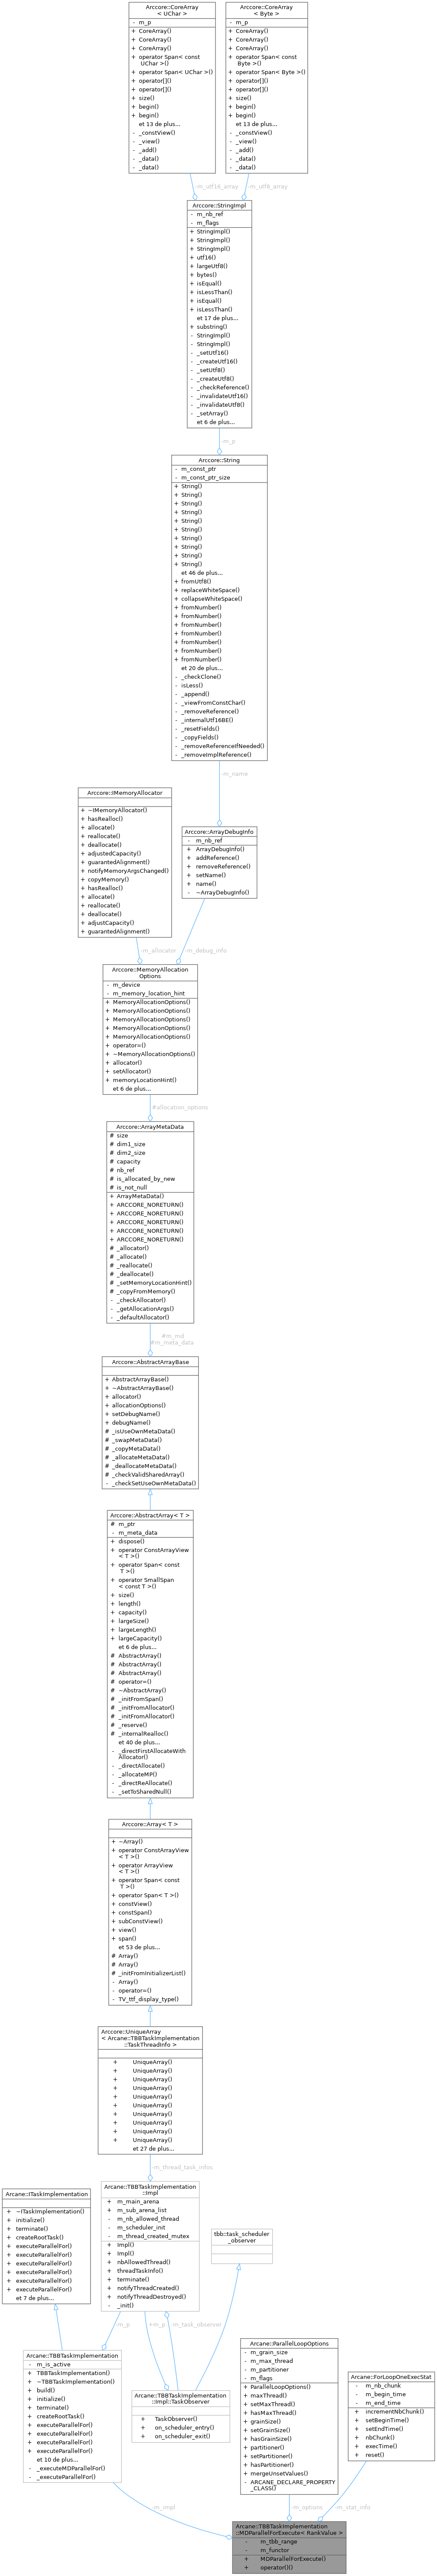 Arccore::CoreArray
< UChar >
- m_p
+ CoreArray()
+ CoreArray()
+ CoreArray()
+ operator Span< const
UChar >()
+ operator Span< UChar >()
+ operator[]()
+ operator[]()
+ size()
+ begin()
+ begin()
et 13 de plus...
- _constView()
- _view()
- _add()
- _data()
- _data()
Arccore::CoreArray
< Byte >
- m_p
+ CoreArray()
+ CoreArray()
+ CoreArray()
+ operator Span< const
Byte >()
+ operator Span< Byte >()
+ operator[]()
+ operator[]()
+ size()
+ begin()
+ begin()
et 13 de plus...
- _constView()
- _view()
- _add()
- _data()
- _data()
-m_utf16_array
-m_utf8_array
Arccore::StringImpl
- m_nb_ref
- m_flags
+ StringImpl()
+ StringImpl()
+ StringImpl()
+ utf16()
+ largeUtf8()
+ bytes()
+ isEqual()
+ isLessThan()
+ isEqual()
+ isLessThan()
et 17 de plus...
+ substring()
- StringImpl()
- StringImpl()
- _setUtf16()
- _createUtf16()
- _setUtf8()
- _createUtf8()
- _checkReference()
- _invalidateUtf16()
- _invalidateUtf8()
- _setArray()
et 6 de plus...
-m_p
Arccore::String
- m_const_ptr
- m_const_ptr_size
+ String()
+ String()
+ String()
+ String()
+ String()
+ String()
+ String()
+ String()
+ String()
+ String()
et 46 de plus...
+ fromUtf8()
+ replaceWhiteSpace()
+ collapseWhiteSpace()
+ fromNumber()
+ fromNumber()
+ fromNumber()
+ fromNumber()
+ fromNumber()
+ fromNumber()
+ fromNumber()
et 20 de plus...
- _checkClone()
- isLess()
- _append()
- _viewFromConstChar()
- _removeReference()
- _internalUtf16BE()
- _resetFields()
- _copyFields()
- _removeReferenceIfNeeded()
- _removeImplReference()
-m_name
Arccore::IMemoryAllocator
+ ~IMemoryAllocator()
+ hasRealloc()
+ allocate()
+ reallocate()
+ deallocate()
+ adjustedCapacity()
+ guarantedAlignment()
+ notifyMemoryArgsChanged()
+ copyMemory()
+ hasRealloc()
+ allocate()
+ reallocate()
+ deallocate()
+ adjustCapacity()
+ guarantedAlignment()
Arccore::ArrayDebugInfo
- m_nb_ref
+ ArrayDebugInfo()
+ addReference()
+ removeReference()
+ setName()
+ name()
- ~ArrayDebugInfo()
-m_allocator
-m_debug_info
Arccore::MemoryAllocation
Options
- m_device
- m_memory_location_hint
+ MemoryAllocationOptions()
+ MemoryAllocationOptions()
+ MemoryAllocationOptions()
+ MemoryAllocationOptions()
+ MemoryAllocationOptions()
+ operator=()
+ ~MemoryAllocationOptions()
+ allocator()
+ setAllocator()
+ memoryLocationHint()
et 6 de plus...
#allocation_options
Arccore::ArrayMetaData
# size
# dim1_size
# dim2_size
# capacity
# nb_ref
# is_allocated_by_new
# is_not_null
+ ArrayMetaData()
+ ARCCORE_NORETURN()
+ ARCCORE_NORETURN()
+ ARCCORE_NORETURN()
+ ARCCORE_NORETURN()
+ ARCCORE_NORETURN()
# _allocator()
# _allocate()
# _reallocate()
# _deallocate()
# _setMemoryLocationHint()
# _copyFromMemory()
- _checkAllocator()
- _getAllocationArgs()
- _defaultAllocator()
#m_md
#m_meta_data
Arccore::AbstractArrayBase
+ AbstractArrayBase()
+ ~AbstractArrayBase()
+ allocator()
+ allocationOptions()
+ setDebugName()
+ debugName()
# _isUseOwnMetaData()
# _swapMetaData()
# _copyMetaData()
# _allocateMetaData()
# _deallocateMetaData()
# _checkValidSharedArray()
- _checkSetUseOwnMetaData()
Arccore::AbstractArray< T >
# m_ptr
- m_meta_data
+ dispose()
+ operator ConstArrayView
< T >()
+ operator Span< const
T >()
+ operator SmallSpan
< const T >()
+ size()
+ length()
+ capacity()
+ largeSize()
+ largeLength()
+ largeCapacity()
et 6 de plus...
# AbstractArray()
# AbstractArray()
# AbstractArray()
# operator=()
# ~AbstractArray()
# _initFromSpan()
# _initFromAllocator()
# _initFromAllocator()
# _reserve()
# _internalRealloc()
et 40 de plus...
- _directFirstAllocateWith
Allocator()
- _directAllocate()
- _allocateMP()
- _directReAllocate()
- _setToSharedNull()
Arccore::Array< T >
+ ~Array()
+ operator ConstArrayView
< T >()
+ operator ArrayView
< T >()
+ operator Span< const
T >()
+ operator Span< T >()
+ constView()
+ constSpan()
+ subConstView()
+ view()
+ span()
et 53 de plus...
# Array()
# Array()
# _initFromInitializerList()
- Array()
- operator=()
- TV_ttf_display_type()
Arccore::UniqueArray
< Arcane::TBBTaskImplementation
::TaskThreadInfo >
+ UniqueArray()
+ UniqueArray()
+ UniqueArray()
+ UniqueArray()
+ UniqueArray()
+ UniqueArray()
+ UniqueArray()
+ UniqueArray()
+ UniqueArray()
+ UniqueArray()
et 27 de plus...
-m_thread_task_infos
Arcane::ITaskImplementation
+ ~ITaskImplementation()
+ initialize()
+ terminate()
+ createRootTask()
+ executeParallelFor()
+ executeParallelFor()
+ executeParallelFor()
+ executeParallelFor()
+ executeParallelFor()
+ executeParallelFor()
et 7 de plus...
Arcane::TBBTaskImplementation
::Impl
+ m_main_arena
+ m_sub_arena_list
- m_nb_allowed_thread
- m_scheduler_init
- m_thread_created_mutex
+ Impl()
+ Impl()
+ nbAllowedThread()
+ threadTaskInfo()
+ terminate()
+ notifyThreadCreated()
+ notifyThreadDestroyed()
- _init()
tbb::task_scheduler
_observer
-m_p
+m_p
-m_task_observer
Arcane::TBBTaskImplementation
- m_is_active
+ TBBTaskImplementation()
+ ~TBBTaskImplementation()
+ build()
+ initialize()
+ terminate()
+ createRootTask()
+ executeParallelFor()
+ executeParallelFor()
+ executeParallelFor()
+ executeParallelFor()
et 10 de plus...
- _executeMDParallelFor()
- _executeParallelFor()
Arcane::TBBTaskImplementation
::Impl::TaskObserver
+ TaskObserver()
+ on_scheduler_entry()
+ on_scheduler_exit()
Arcane::ParallelLoopOptions
- m_grain_size
- m_max_thread
- m_partitioner
- m_flags
+ ParallelLoopOptions()
+ maxThread()
+ setMaxThread()
+ hasMaxThread()
+ grainSize()
+ setGrainSize()
+ hasGrainSize()
+ partitioner()
+ setPartitioner()
+ hasPartitioner()
+ mergeUnsetValues()
- ARCANE_DECLARE_PROPERTY
_CLASS()
Arcane::ForLoopOneExecStat
- m_nb_chunk
- m_begin_time
- m_end_time
+ incrementNbChunk()
+ setBeginTime()
+ setEndTime()
+ nbChunk()
+ execTime()
+ reset()
-m_impl
-m_options
-m_stat_info
Arcane::TBBTaskImplementation
::MDParallelForExecute< RankValue >
- m_tbb_range
- m_functor
+ MDParallelForExecute()
+ operator()()